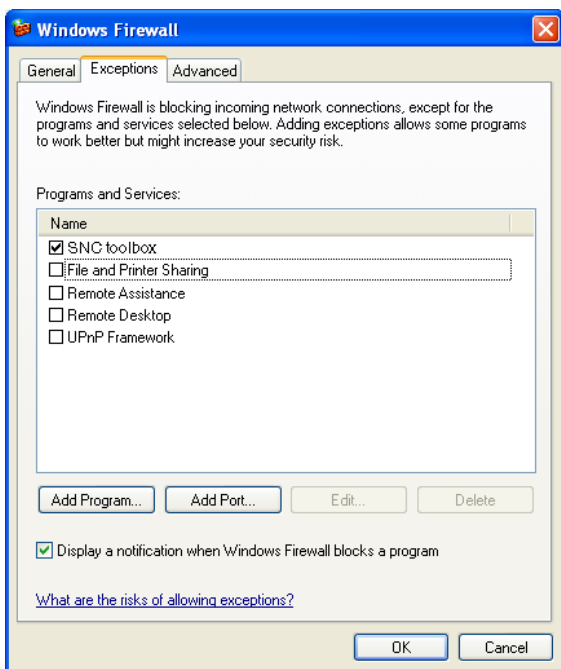 Windows Firewall
General Exceptions Advanced
Windows Firewall is blocking incoming network connections, except for the
programs and services selected below. Adding exceptions allows some programs
to work better but might increase your security risk.
Programs and Services:
Name
SNC toolbox
File and Printer Sharing
Remote Assistance
Remote Desktop
UPnP Framework
Add Program... Add Port... Edit... Delete
Display a notification when Windows Firewall blocks a program
What are the risks of allowing exceptions?
OK Cancel